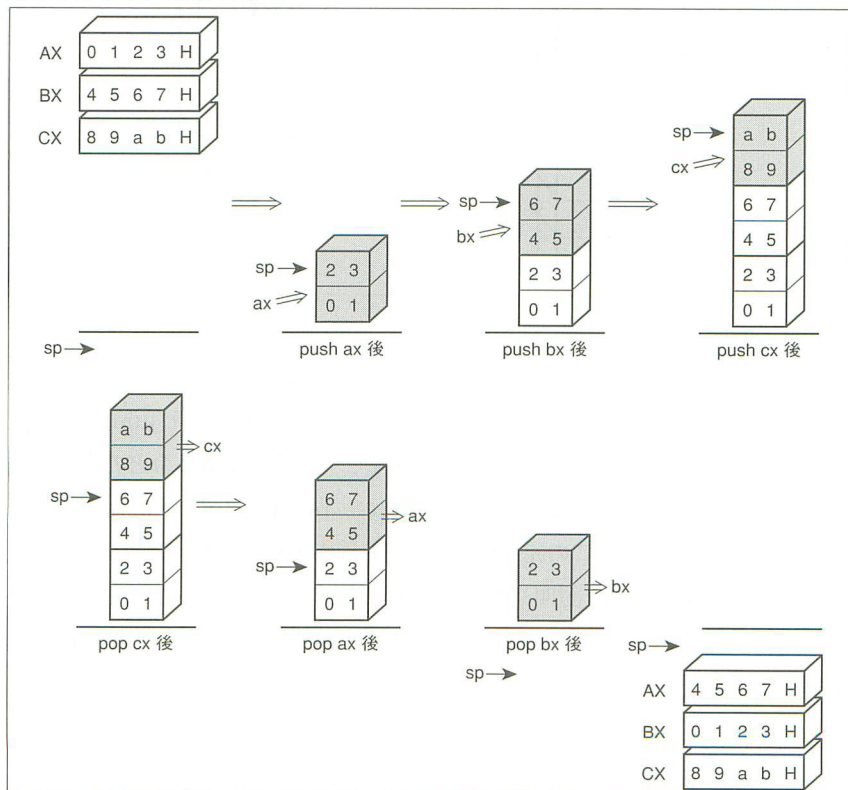 AX 0 1 2 3 H
BX 4 5 6 7 H
CX 8 9 a b H
sp
sp
2 3
ax
0 1
push ax 後
sp
6 7
bx
4 5
2 3
0 1
push bx 後
sp
a b
cx
8 9
6 7
4 5
2 3
0 1
push cx 後
a b
cx
8 9
sp
6 7
4 5
2 3
0 1
pop cx 後
6 7
ax
4 5
sp
2 3
0 1
pop ax 後
2 3
bx
0 1
pop bx 後
sp
sp
AX 4 5 6 7 H
BX 0 1 2 3 H
CX 8 9 a b H